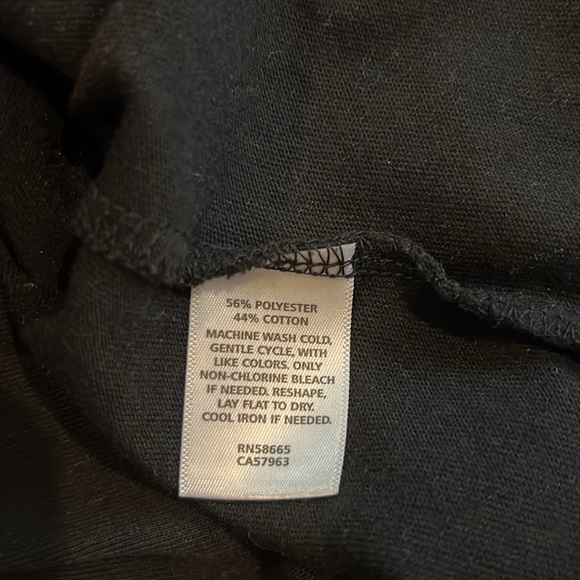 56% POLYESTER
44% COTTON
MACHINE WASH COLD,
GENTLE CYCLE, WITH
LIKE COLORS. ONLY
NON-CHLORINE BLEACH
IF NEEDED. RESHAPE,
LAY FLAT TO DRY.
COOL IRON IF NEEDED.
RN58665
CA57963